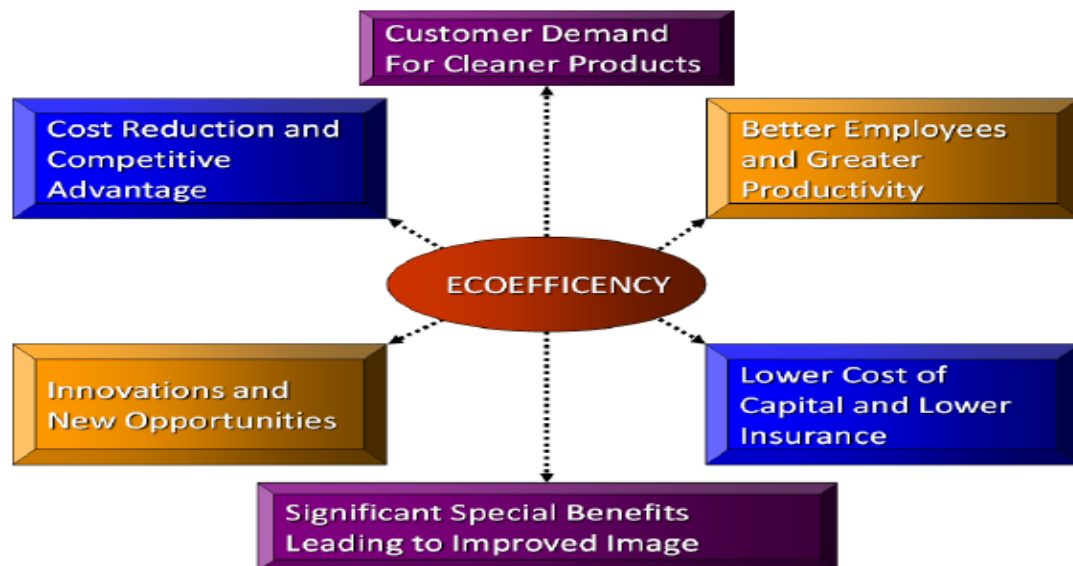 Customer Demand
For Cleaner Products
Cost Reduction and
Competitive
Advantage
Better Employees
and Greater
Productivity
ECOEFFICENCY
Innovations and
New Opportunities
Lower Cost of
Capital and Lower
Insurance
Significant Special Benefits
Leading to Improved Image